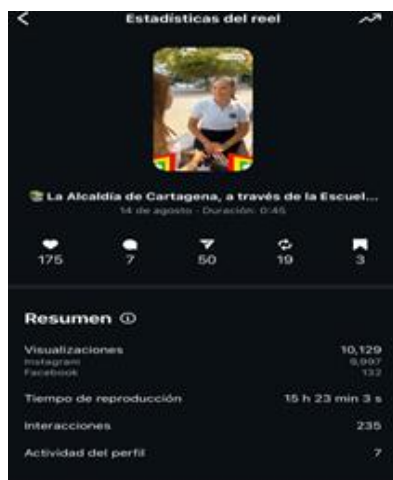 Estadísticas del reel
📚 La Alcaldía de Cartagena, a través de la Escuel...
14 de agosto · Duración: 0:45
175 7 50 19 3
Resumen
Visualizaciones 10,129
Instagram 9,997
Facebook 132
Tiempo de reproducción 15 h 23 min 3 s
Interacciones 235
Actividad del perfil 7